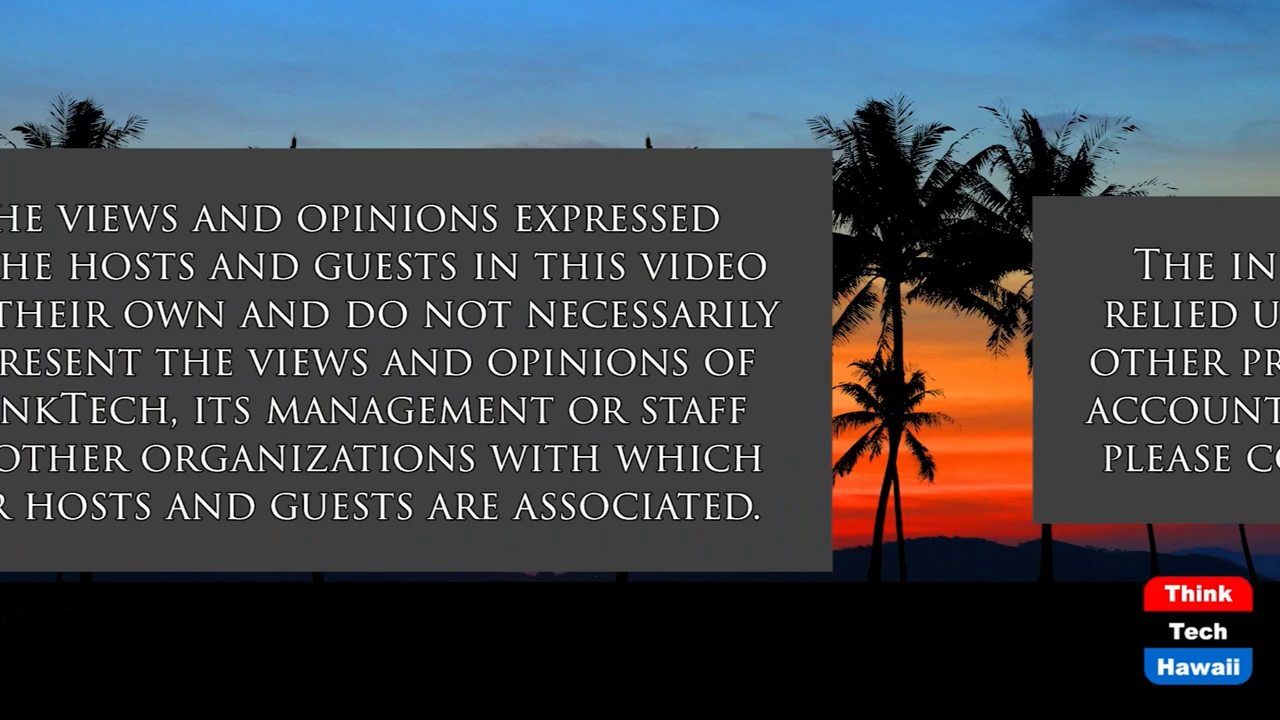 HE VIEWS AND OPINIONS EXPRESSED
HE HOSTS AND GUESTS IN THIS VIDEO
THEIR OWN AND DO NOT NECESSARILY
RESENT THE VIEWS AND OPINIONS OF
NKTECH, ITS MANAGEMENT OR STAFF
OTHER ORGANIZATIONS WITH WHICH
R HOSTS AND GUESTS ARE ASSOCIATED.
THE IN
RELIED U
OTHER PR
ACCOUNT
PLEASE CO
Think
Tech
Hawaii